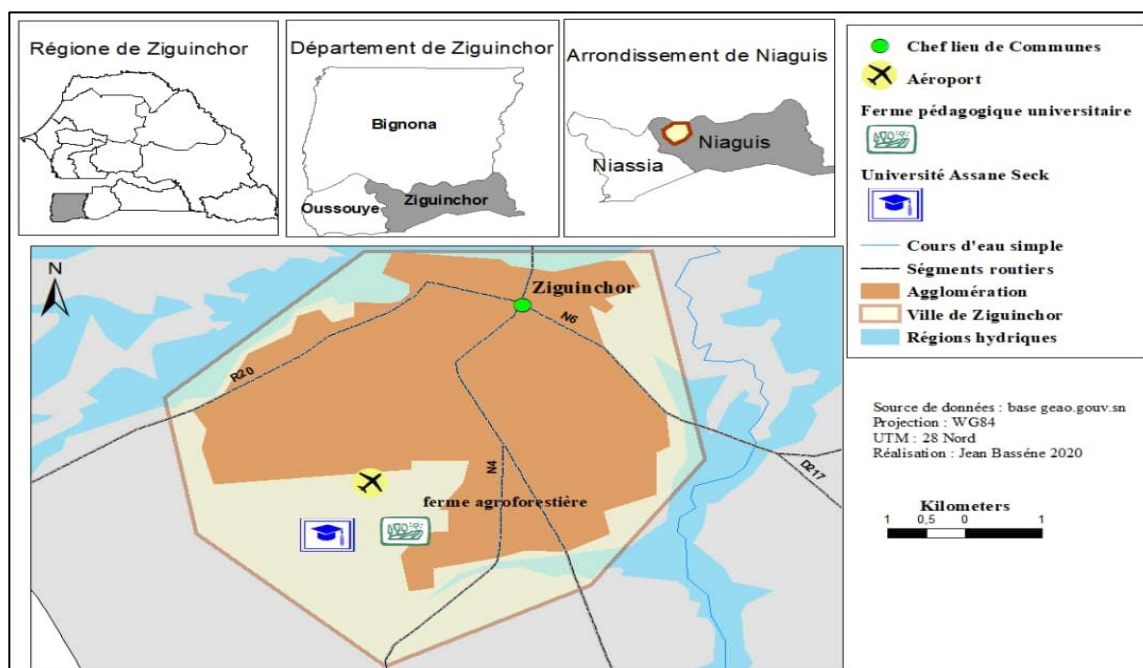 Régione de Ziguinchor
Département de Ziguinchor
Bignona
Oussouye
Ziguinchor
Arrondissement de Niaguis
Niassia
Niaguis
Chef lieu de Communes
Aéroport
Ferme pédagogique universitaire
Université Assane Seck
Cours d'eau simple
Ségments routiers
Agglomération
Ville de Ziguinchor
Régions hydriques
N
Ziguinchor
N6
R20
N4
D217
ferme agroforestière
Source de données : base geao.gouv.sn
Projection : WG84
UTM : 28 Nord
Réalisation : Jean Basséne 2020
Kilometers
1 0,5 0 1